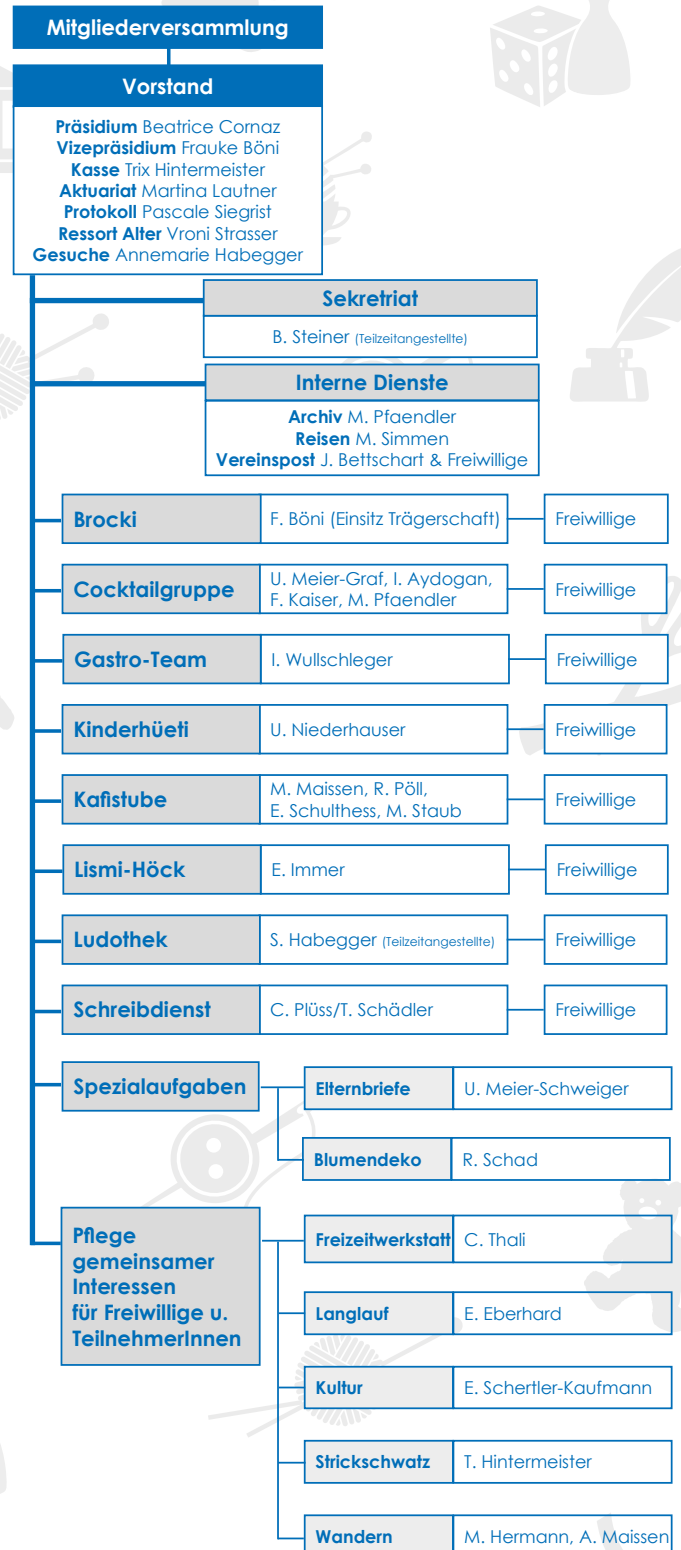 Mitgliederversammlung
Vorstand
Präsidium Beatrice Cornaz
Vizepräsidium Frauke Böni
Kasse Trix Hintermeister
Aktuariat Martina Lautner
Protokoll Pascale Siegrist
Ressort Alter Vroni Strasser
Gesuche Annemarie Habegger
Sekretriat
B. Steiner (Teilzeitangestellte)
Interne Dienste
Archiv M. Pfaendler
Reisen M. Simmen
Vereinspost J. Bettschart & Freiwillige
Brocki
F. Böni (Einsitz Trägerschaft)
Freiwillige
Cocktailgruppe
U. Meier-Graf, I. Aydogan,
F. Kaiser, M. Pfaendler
Freiwillige
Gastro-Team
I. Wullschleger
Freiwillige
Kinderhüeti
U. Niederhauser
Freiwillige
Kafistube
M. Maissen, R. Pöll,
E. Schulthess, M. Staub
Freiwillige
Lismi-Höck
E. Immer
Freiwillige
Ludothek
S. Habegger (Teilzeitangestellte)
Freiwillige
Schreibdienst
C. Plüss/T. Schädler
Freiwillige
Spezialaufgaben
Elternbriefe
U. Meier-Schweiger
Blumendeko
R. Schad
Pflege
gemeinsamer
Interessen
für Freiwillige u.
TeilnehmerInnen
Freizeitwerkstatt
C. Thali
Langlauf
E. Eberhard
Kultur
E. Schertler-Kaufmann
Strickschwatz
T. Hintermeister
Wandern
M. Hermann, A. Maissen